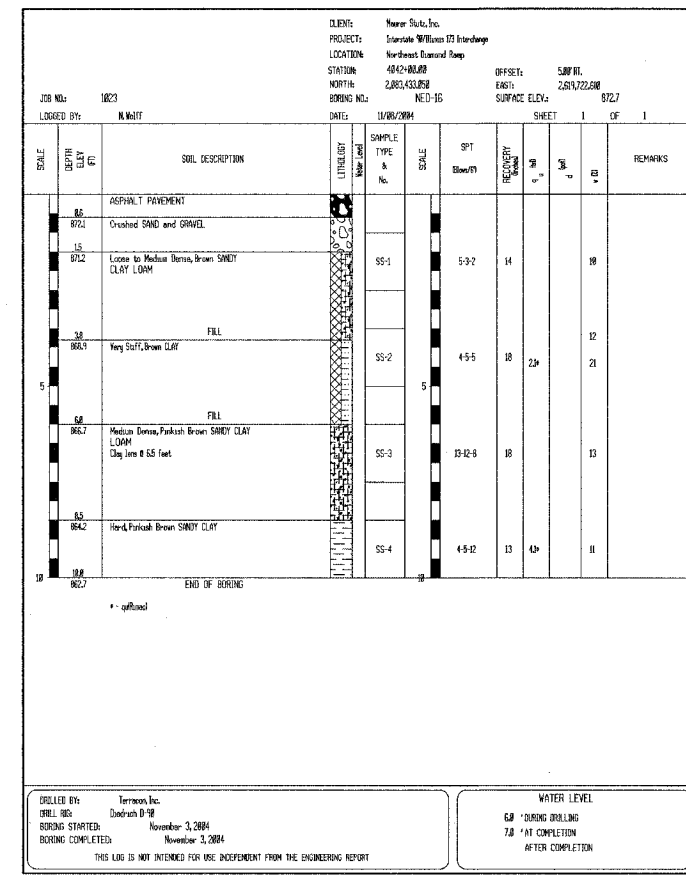 CLIENT: Maurer Stutz, Inc.
PROJECT: Interstate 90/Illinois 173 Interchange
LOCATION: Northeast Diamond Ramp
STATION: 4042+00.00 OFFSET: 5.00' RT.
NORTH: 2,083,433.050 EAST: 2,619,722.610
JOB NO.: 1023 BORING NO.: NED-16 SURFACE ELEV.: 872.7
LOGGED BY: N. Wolff DATE: 11/08/2004 SHEET 1 OF 1
SCALE DEPTH ELEV (FT) SOIL DESCRIPTION LITHOLOGY Water Level SAMPLE TYPE & No. SCALE SPT (Blows/6") RECOVERY (Inches) q u (tsf) d (pcf) w (%) REMARKS
ASPHALT PAVEMENT
0.6
872.1 Crushed SAND and GRAVEL
1.5
871.2 Loose to Medium Dense, Brown SANDY
CLAY LOAM
SS-1 5-3-2 14 10
3.8 FILL 12
868.9 Very Stiff, Brown CLAY
SS-2 4-5-5 18 2.1* 21
5 5
6.0 FILL
866.7 Medium Dense, Pinkish Brown SANDY CLAY
LOAM
Clay lens @ 6.5 feet SS-3 13-12-8 18 13
8.5
864.2 Hard, Pinkish Brown SANDY CLAY
SS-4 4-5-12 13 4.1* 11
10 10.0 10
862.7 END OF BORING
* - qu(Rimac)
DRILLED BY: Terracon, Inc.
DRILL RIG: Diedrich D-90
BORING STARTED: November 3, 2004
BORING COMPLETED: November 3, 2004
THIS LOG IS NOT INTENDED FOR USE INDEPENDENT FROM THE ENGINEERING REPORT
WATER LEVEL
6.0 ' DURING DRILLING
7.0 ' AT COMPLETION
AFTER COMPLETION